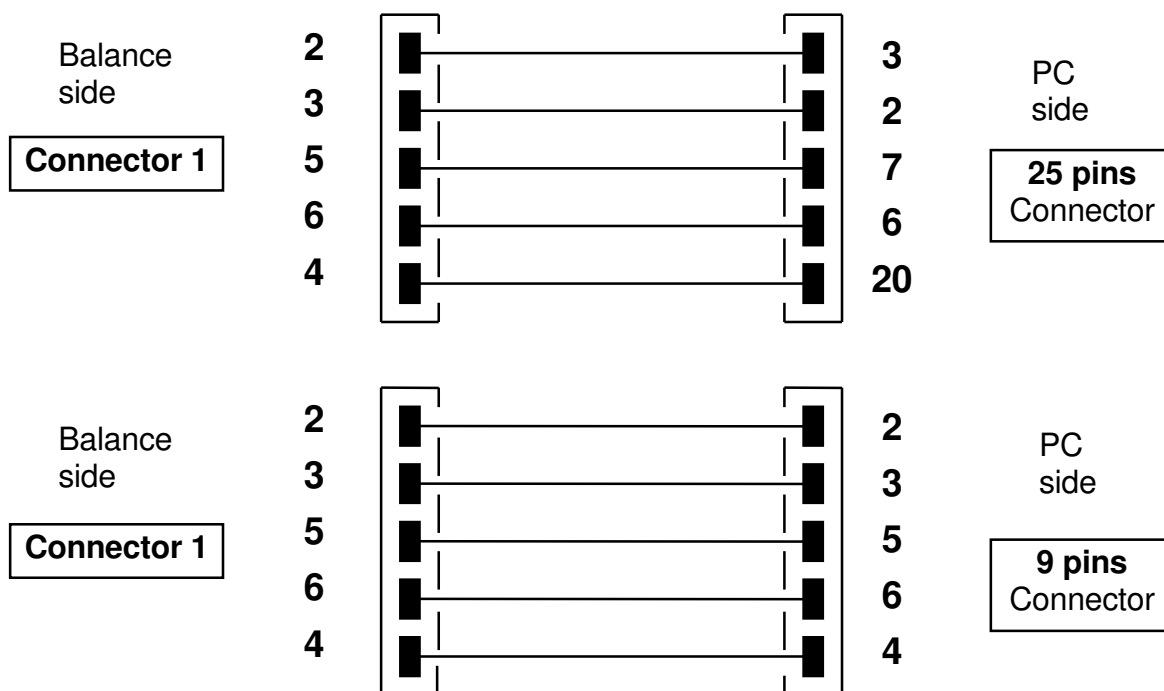 Balance
side
Connector 1
2 3
3 2
5 7
6 6
4 20
PC
side
25 pins
Connector
Balance
side
Connector 1
2 2
3 3
5 5
6 6
4 4
PC
side
9 pins
Connector